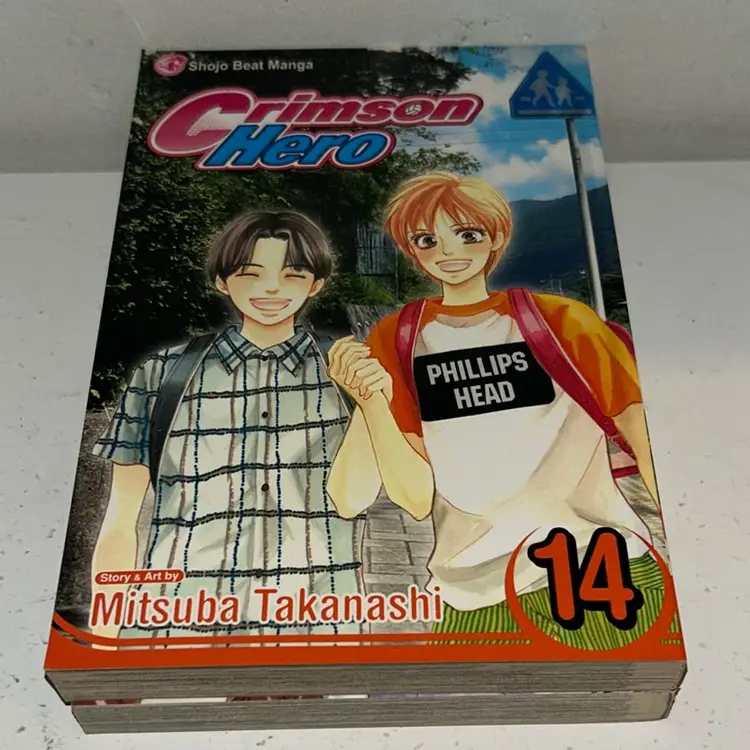 Shojo Beat Manga
Crimson
Hero
PHILLIPS
HEAD
Story & Art by
Mitsuba Takanashi
14